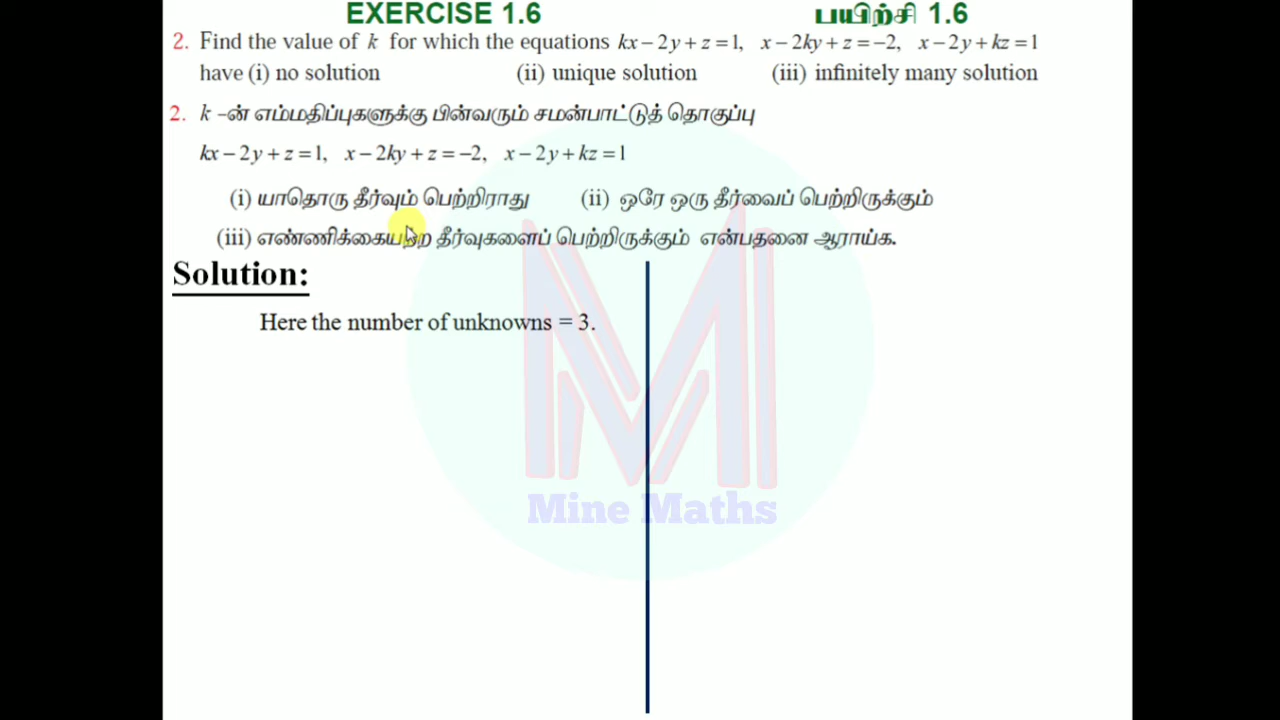 EXERCISE 1.6 பயிற்சி 1.6
2. Find the value of k for which the equations kx − 2y + z = 1, x − 2ky + z = −2, x − 2y + kz = 1
have (i) no solution (ii) unique solution (iii) infinitely many solution
2. k -ன் எம்மதிப்புகளுக்கு பின்வரும் சமன்பாட்டுத் தொகுப்பு
kx − 2y + z = 1, x − 2ky + z = −2, x − 2y + kz = 1
(i) யாதொரு தீர்வும் பெற்றிராது (ii) ஒரே ஒரு தீர்வைப் பெற்றிருக்கும்
(iii) எண்ணிக்கையற்ற தீர்வுகளைப் பெற்றிருக்கும் என்பதனை ஆராய்க.
Solution:
Here the number of unknowns = 3.
Mine Maths